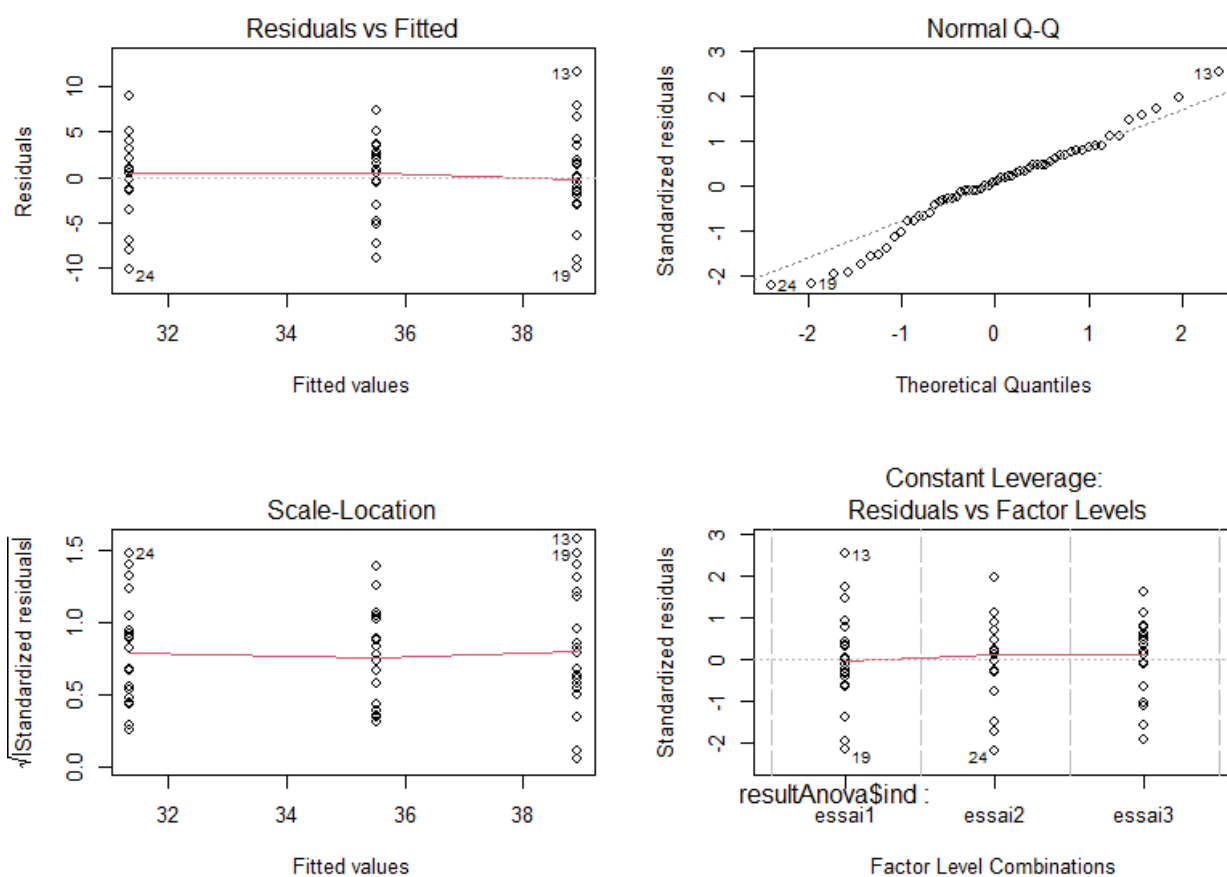 Residuals vs Fitted
Residuals
10
5
0
-5
-10
13
24
19
32
34
36
38
Fitted values
Normal Q-Q
Standardized residuals
3
2
1
0
-1
-2
13
24
19
-2
-1
0
1
2
Theoretical Quantiles
Scale-Location
√|Standardized residuals|
1.5
1.0
0.5
0.0
24
13
19
32
34
36
38
Fitted values
Constant Leverage:
Residuals vs Factor Levels
Standardized residuals
3
2
1
0
-1
-2
13
19
24
resultAnova$ind :
essai1
essai2
essai3
Factor Level Combinations